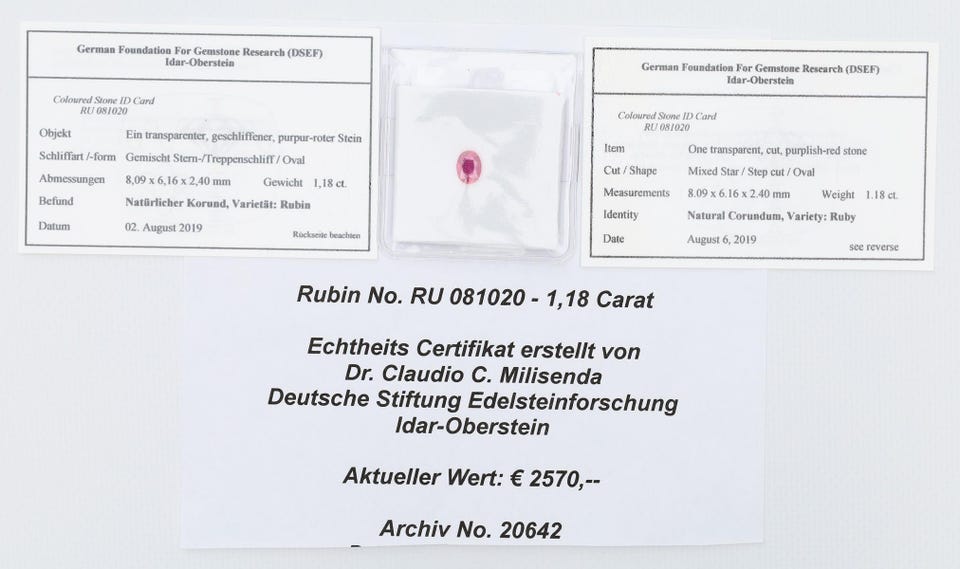 German Foundation For Gemstone Research (DSEF)
Idar-Oberstein
Coloured Stone ID Card
RU 081020
Objekt Ein transparenter, geschliffener, purpur-roter Stein
Schliffart /-form Gemischt Stern-/Treppenschliff / Oval
Abmessungen 8,09 x 6,16 x 2,40 mm Gewicht 1,18 ct.
Befund Natürlicher Korund, Varietät: Rubin
Datum 02. August 2019 Rückseite beachten
German Foundation For Gemstone Research (DSEF)
Idar-Oberstein
Coloured Stone ID Card
RU 081020
Item One transparent, cut, purplish-red stone
Cut / Shape Mixed Star / Step cut / Oval
Measurements 8.09 x 6.16 x 2.40 mm Weight 1.18 ct.
Identity Natural Corundum, Variety: Ruby
Date August 6, 2019 see reverse
Rubin No. RU 081020 - 1,18 Carat
Echtheits Certifikat erstellt von
Dr. Claudio C. Milisenda
Deutsche Stiftung Edelsteinforschung
Idar-Oberstein
Aktueller Wert: € 2570,--
Archiv No. 20642